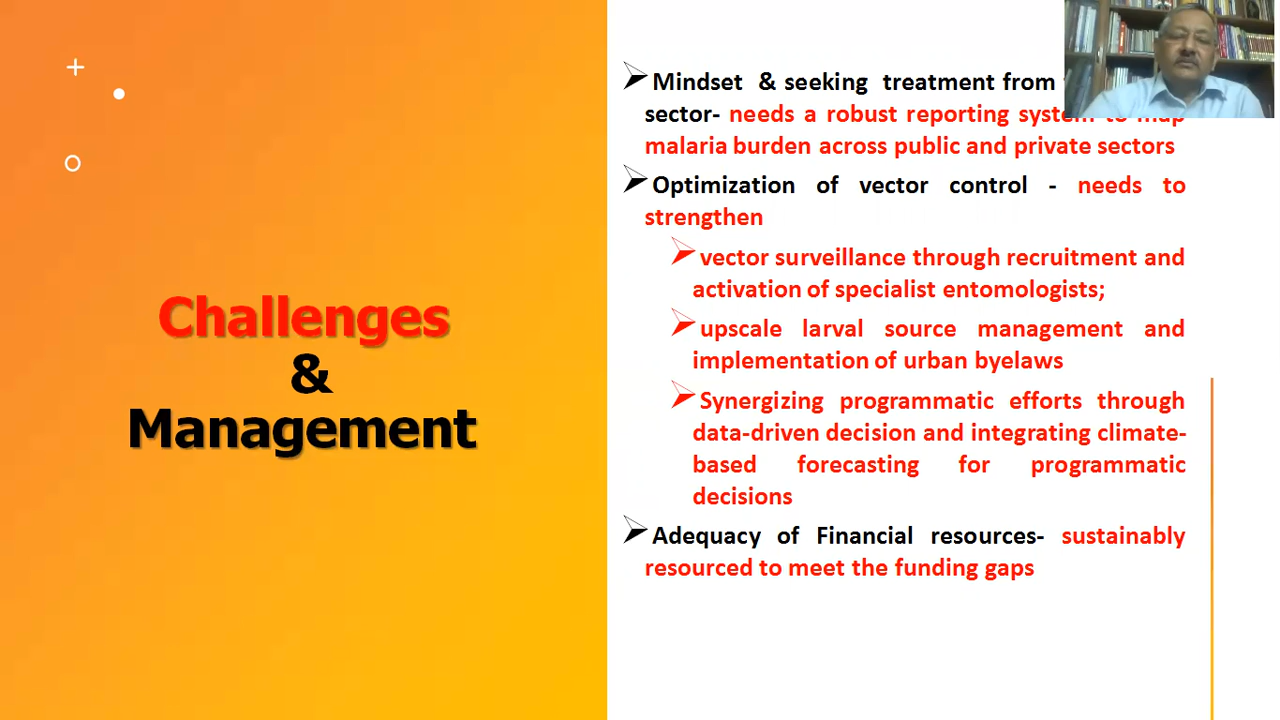 Challenges
&
Management
Mindset & seeking treatment from
sector- needs a robust reporting system to map
malaria burden across public and private sectors
Optimization of vector control - needs to
strengthen
vector surveillance through recruitment and
activation of specialist entomologists;
upscale larval source management and
implementation of urban byelaws
Synergizing programmatic efforts through
data-driven decision and integrating climate-
based forecasting for programmatic
decisions
Adequacy of Financial resources- sustainably
resourced to meet the funding gaps